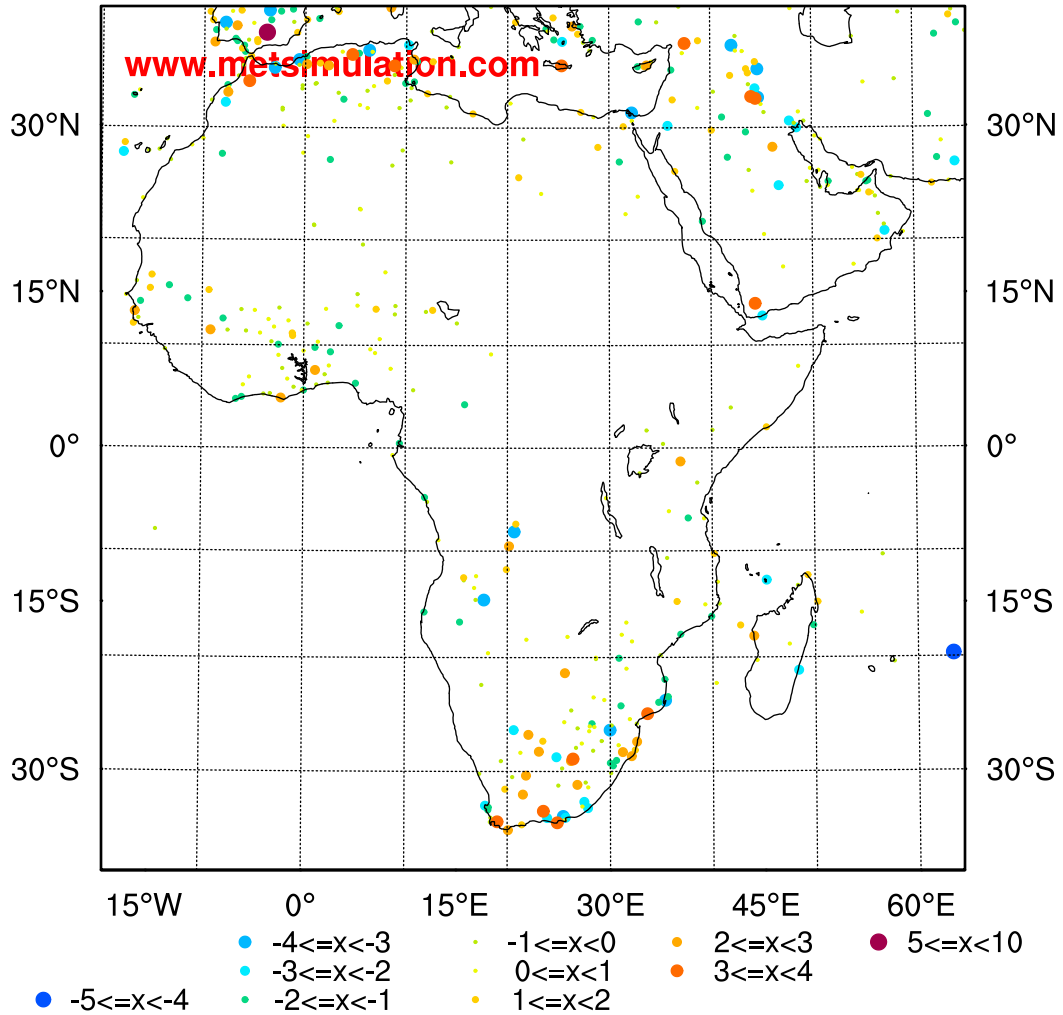 www.metsimulation.com
30°N 30°N
15°N 15°N
0° 0°
15°S 15°S
30°S 30°S
15°W 0° 15°E 30°E 45°E 60°E
-4<=x<-3 -1<=x<0 2<=x<3 5<=x<10
-3<=x<-2 0<=x<1 3<=x<4
-5<=x<-4 -2<=x<-1 1<=x<2